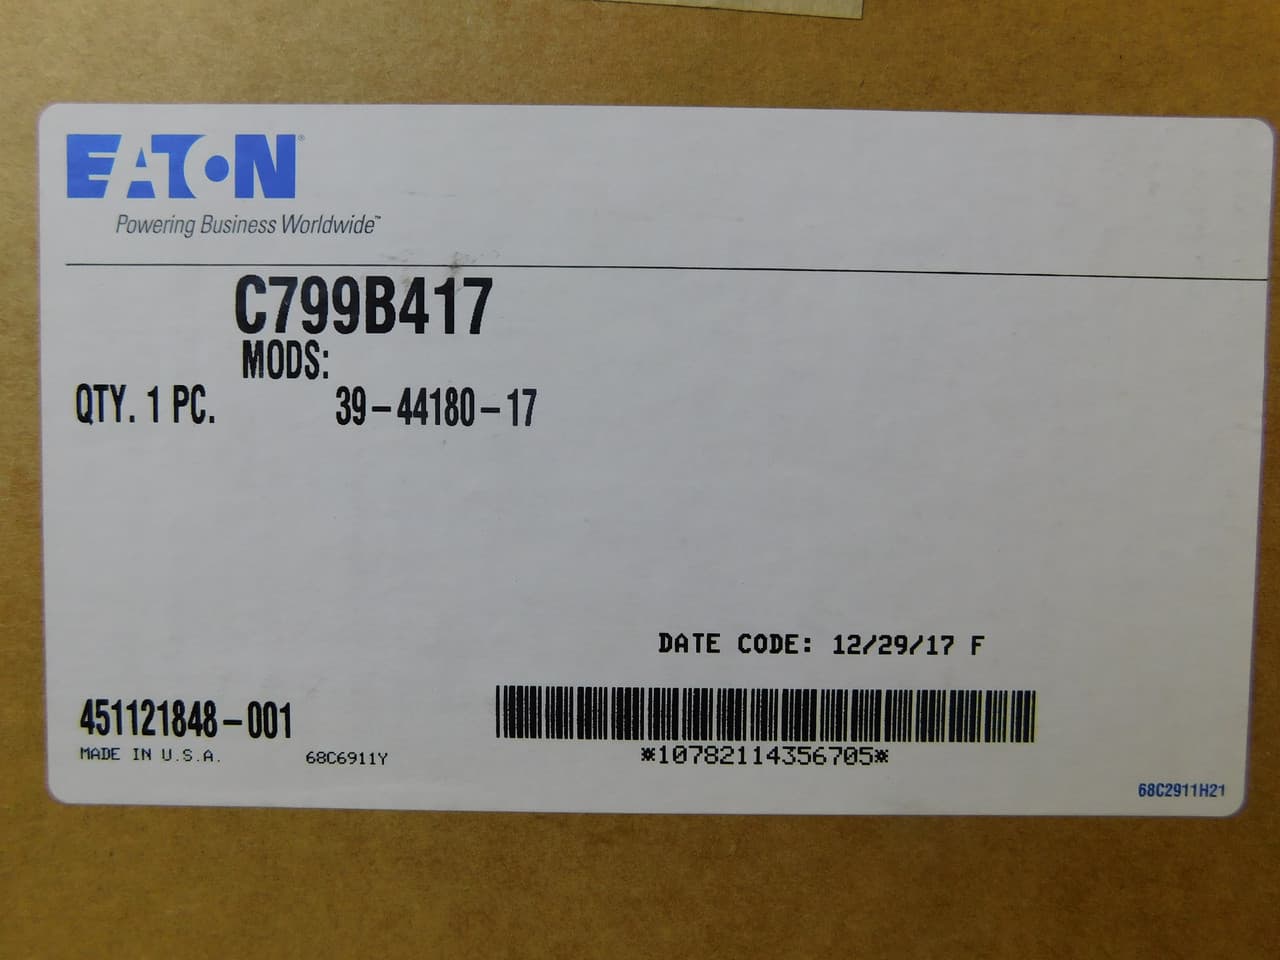 EATON®
Powering Business Worldwide™
C799B417
MODS:
QTY. 1 PC. 39-44180-17
DATE CODE: 12/29/17 F
451121848-001
MADE IN U.S.A. 68C6911Y
*10782114356705*
68C2911H21